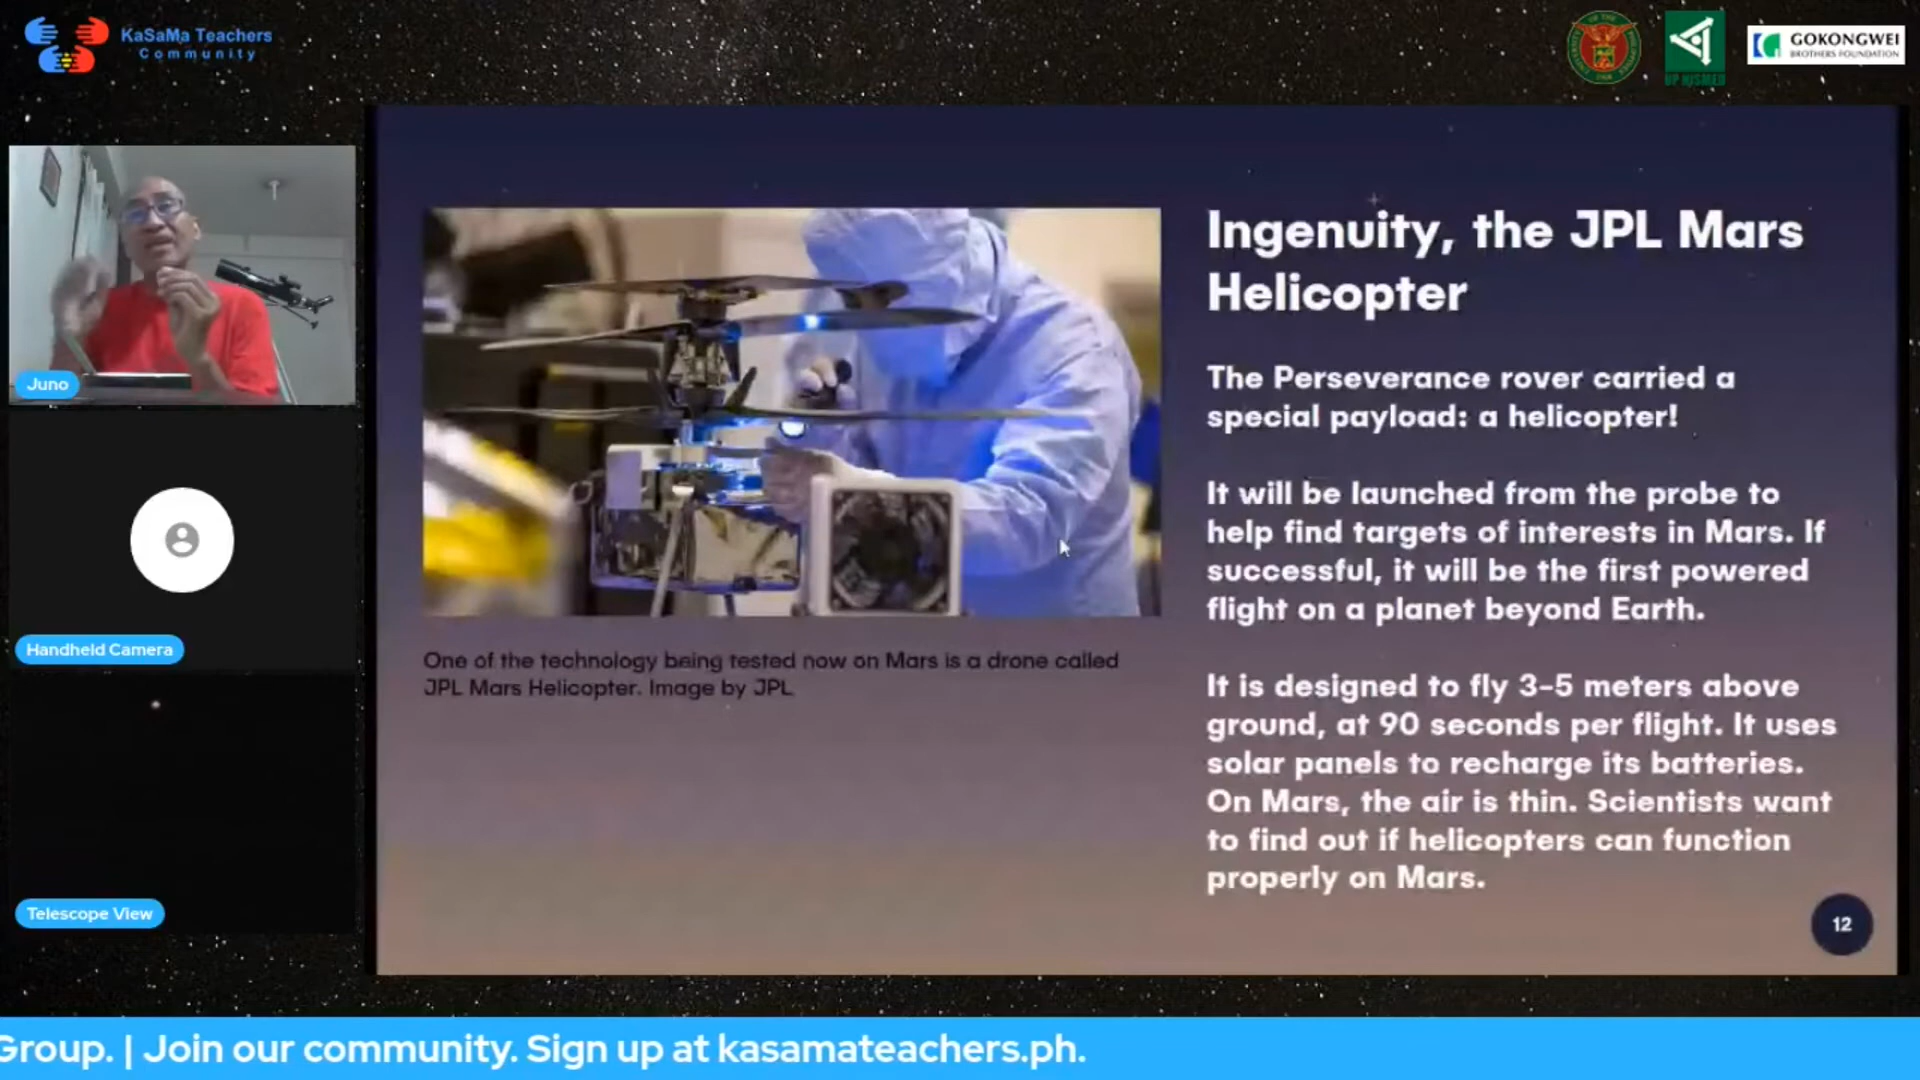 KaSaMa Teachers
Community
UP NISMED
GOKONGWEI
BROTHERS FOUNDATION
Juno
Handheld Camera
Telescope View
Ingenuity, the JPL Mars
Helicopter
The Perseverance rover carried a
special payload: a helicopter!
It will be launched from the probe to
help find targets of interests in Mars. If
successful, it will be the first powered
flight on a planet beyond Earth.
It is designed to fly 3-5 meters above
ground, at 90 seconds per flight. It uses
solar panels to recharge its batteries.
On Mars, the air is thin. Scientists want
to find out if helicopters can function
properly on Mars.
One of the technology being tested now on Mars is a drone called
JPL Mars Helicopter. Image by JPL
12
Group. | Join our community. Sign up at kasamateachers.ph.